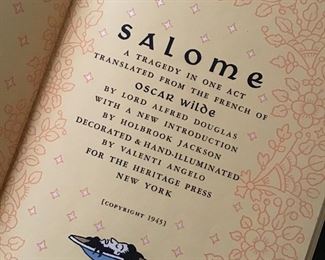 SALOME
A TRAGEDY IN ONE ACT
TRANSLATED FROM THE FRENCH OF
OSCAR WILDE
BY LORD ALFRED DOUGLAS
WITH A NEW INTRODUCTION
BY HOLBROOK JACKSON
DECORATED & HAND-ILLUMINATED
BY VALENTI ANGELO
FOR THE HERITAGE PRESS
NEW YORK
[COPYRIGHT 1945]